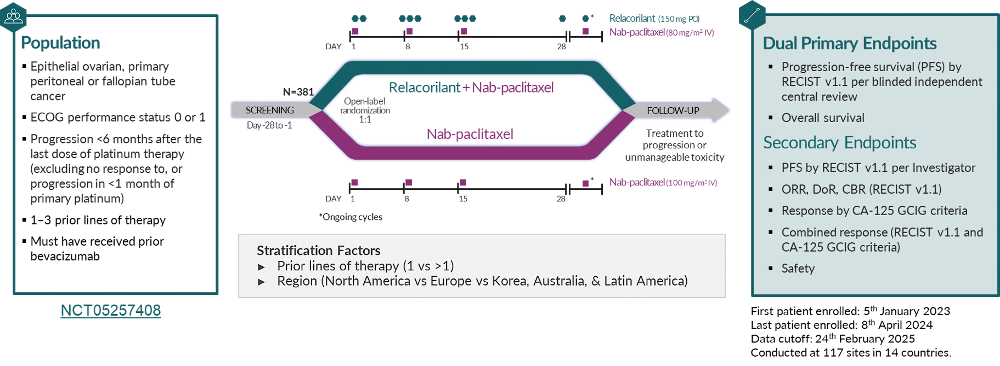 Population
▪ Epithelial ovarian, primary
peritoneal or fallopian tube
cancer
▪ ECOG performance status 0 or 1
▪ Progression <6 months after the
last dose of platinum therapy
(excluding no response to, or
progression in <1 month of
primary platinum)
▪ 1–3 prior lines of therapy
▪ Must have received prior
bevacizumab
NCT05257408
* Relacorilant (150 mg PO)
Nab-paclitaxel (80 mg/m² IV)
DAY 1 8 15 28
Relacorilant + Nab-paclitaxel
N=381
Open-label
randomization
1:1
SCREENING
Day -28 to -1
FOLLOW-UP
Nab-paclitaxel
Treatment to
progression or
unmanageable toxicity
* Nab-paclitaxel (100 mg/m² IV)
DAY 1 8 15 28
*Ongoing cycles
Stratification Factors
► Prior lines of therapy (1 vs >1)
► Region (North America vs Europe vs Korea, Australia, & Latin America)
Dual Primary Endpoints
▪ Progression-free survival (PFS) by
RECIST v1.1 per blinded independent
central review
▪ Overall survival
Secondary Endpoints
▪ PFS by RECIST v1.1 per Investigator
▪ ORR, DoR, CBR (RECIST v1.1)
▪ Response by CA-125 GCIG criteria
▪ Combined response (RECIST v1.1 and
CA-125 GCIG criteria)
▪ Safety
First patient enrolled: 5th January 2023
Last patient enrolled: 8th April 2024
Data cutoff: 24th February 2025
Conducted at 117 sites in 14 countries.